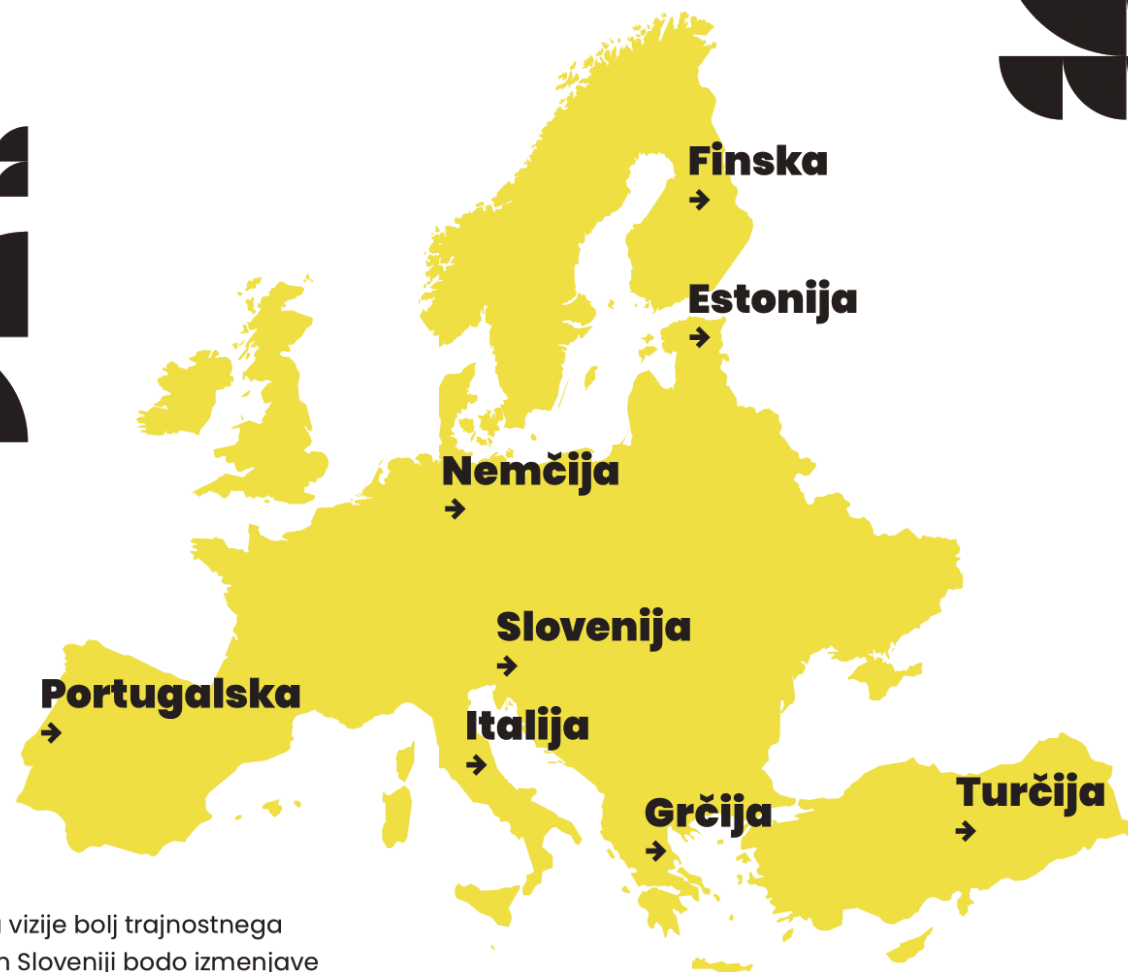 Finska
Estonija
Nemčija
Slovenija
Portugalska
Italija
Turčija
Grčija
vizije bolj trajnostnega
Sloveniji bodo izmenjave